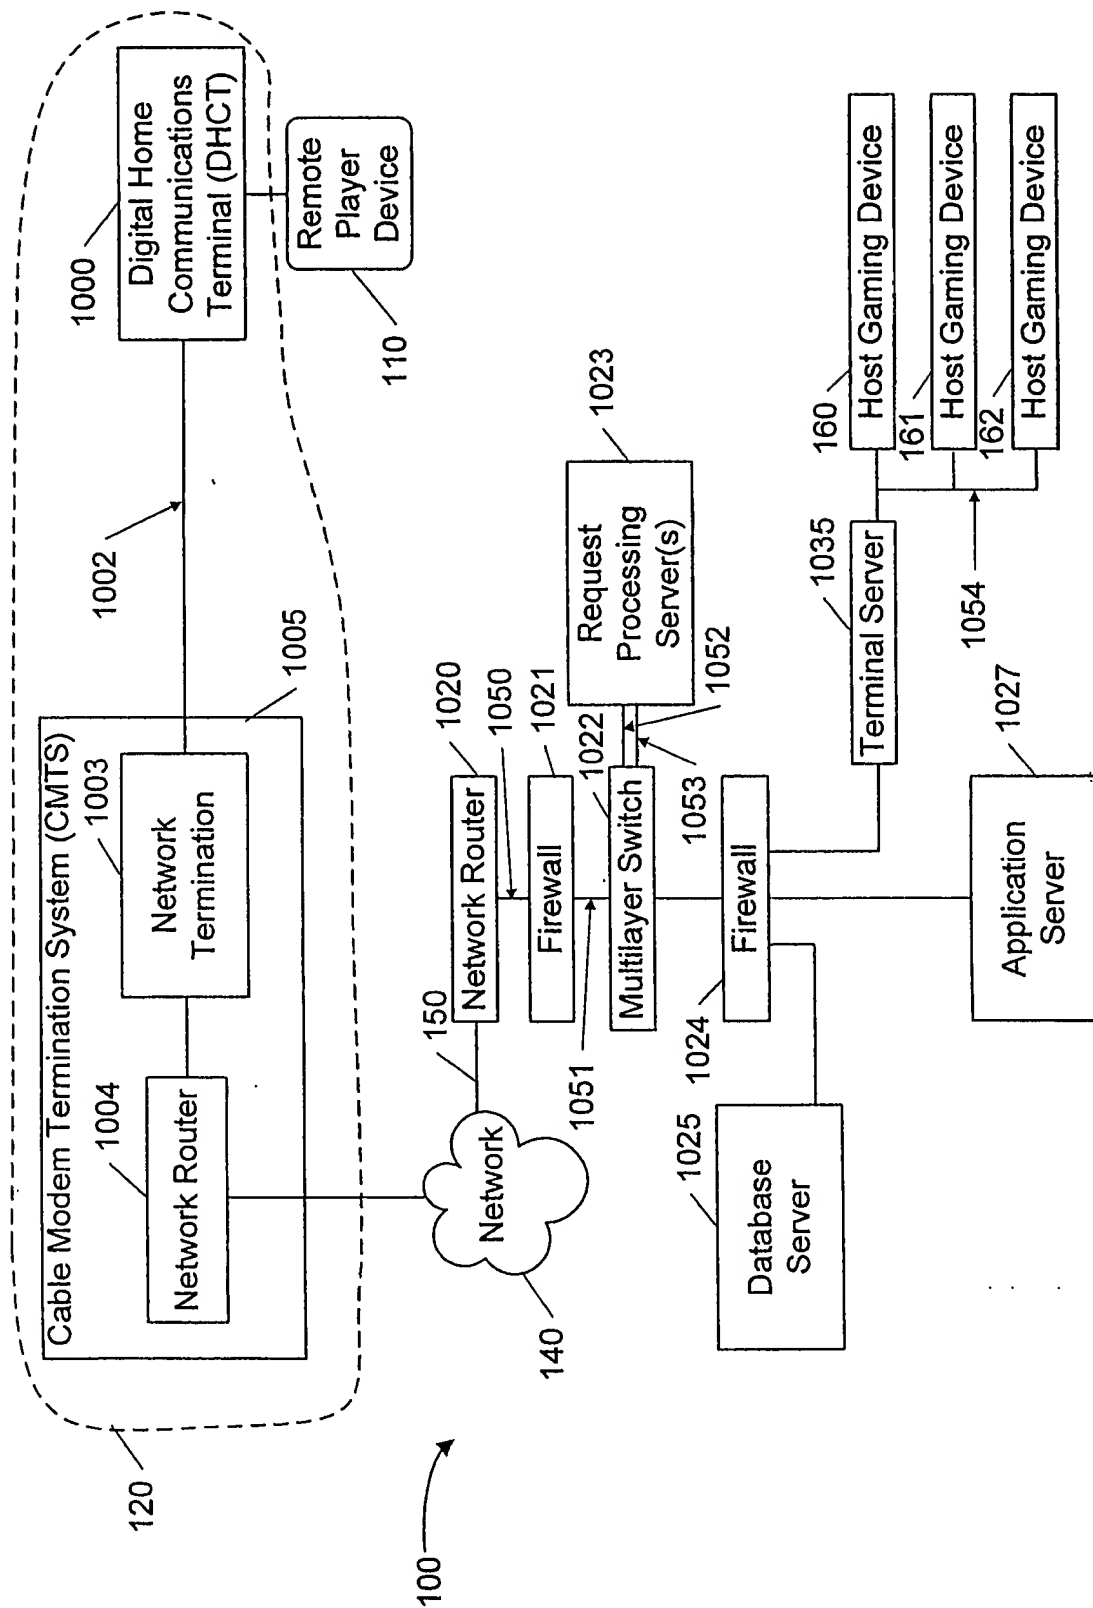 120
Cable Modem Termination System (CMTS)
1005
1004
Network Router
1003
Network
Termination
1002
1000
Digital Home
Communications
Terminal (DHCT)
Remote
Player
Device
110
100
140
Network
150
Network Router
1020
1050
Firewall
1021
1051
Multilayer Switch
1022
1053
1052
Request
Processing
Server(s)
1023
1024
Firewall
1025
Database
Server
Application
Server
1027
Terminal Server
1035
1054
160
Host Gaming Device
161
Host Gaming Device
162
Host Gaming Device